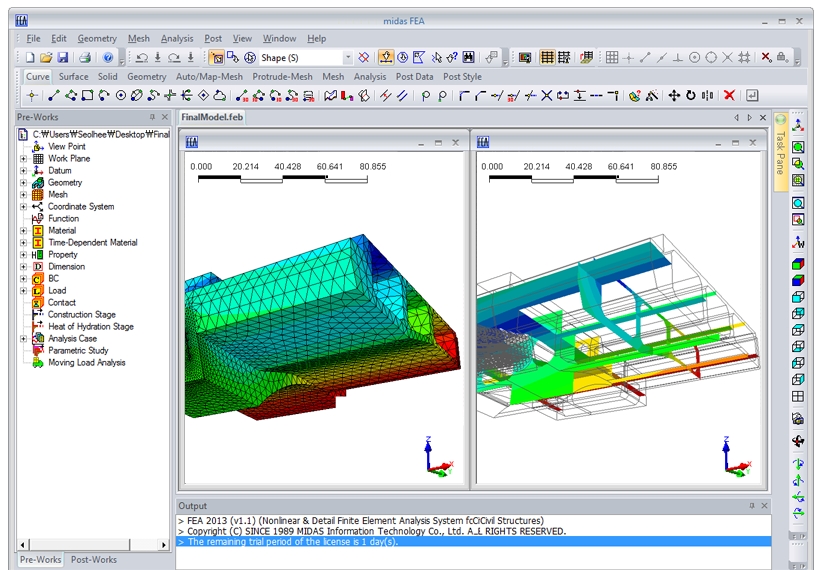 FEA
midas FEA
File Edit Geometry Mesh Analysis Post View Window Help
Shape (S)
Curve Surface Solid Geometry Auto/Map-Mesh Protrude-Mesh Mesh Analysis Post Data Post Style
Pre-Works
C:₩Users₩Seolhee₩Desktop₩Final
View Point
Work Plane
Datum
Geometry
Mesh
Coordinate System
Function
Material
Time-Dependent Material
Property
Dimension
BC
Load
Contact
Construction Stage
Heat of Hydration Stage
Analysis Case
Parametric Study
Moving Load Analysis
Pre-Works Post-Works
FinalModel.feb
FEA
0.000 20.214 40.428 60.641 80.855
Z
X
Y
FEA
0.000 20.214 40.428 60.641 80.855
Z
X
Y
Task Pane
Output
> FEA 2013 (v1.1) (Nonlinear & Detail Finite Element Analysis System fcCiCivil Structures)
> Copyright (C) SINCE 1989 MIDAS Information Technology Co., Ltd. A..L RIGHTS RESERVED.
> The remaining trial period of the license is 1 day(s).